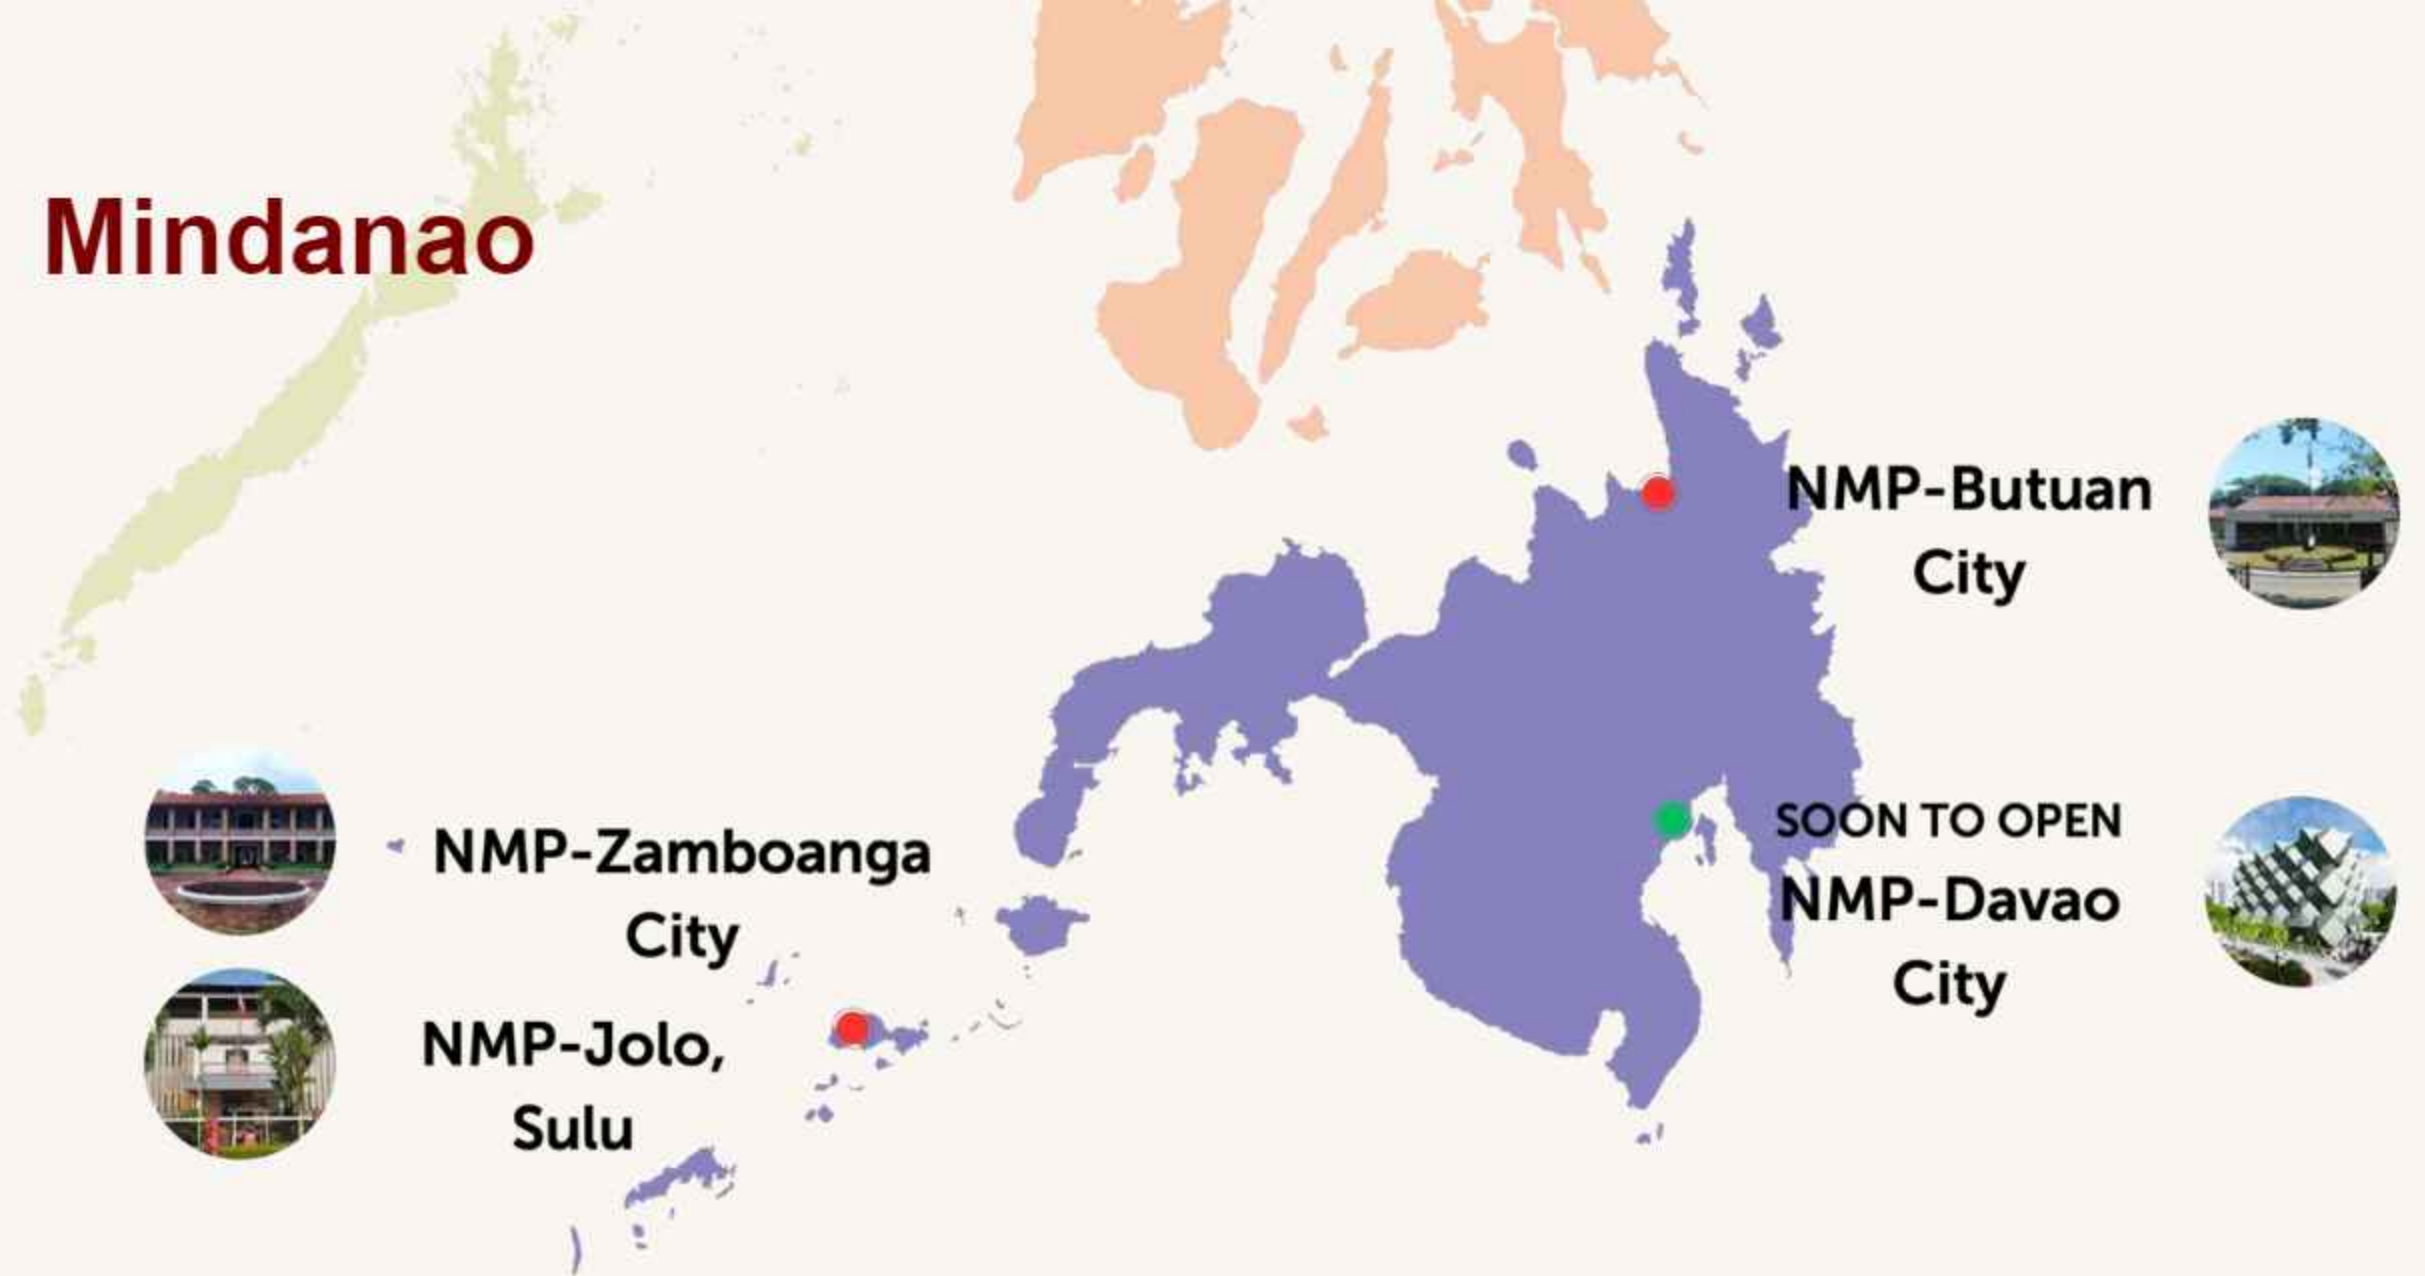 Mindanao
NMP-Butuan
City
SOON TO OPEN
NMP-Davao
City
NMP-Zamboanga
City
NMP-Jolo,
Sulu